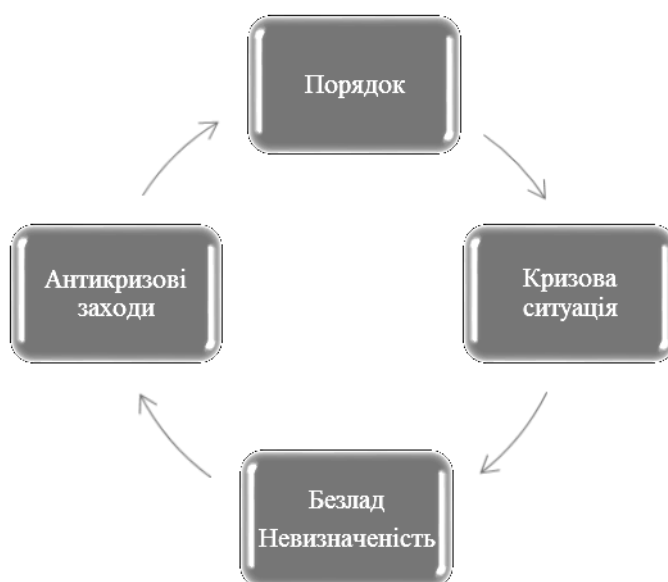 Порядок
Кризова
ситуація
Безлад
Невизначеність
Антикризові
заходи